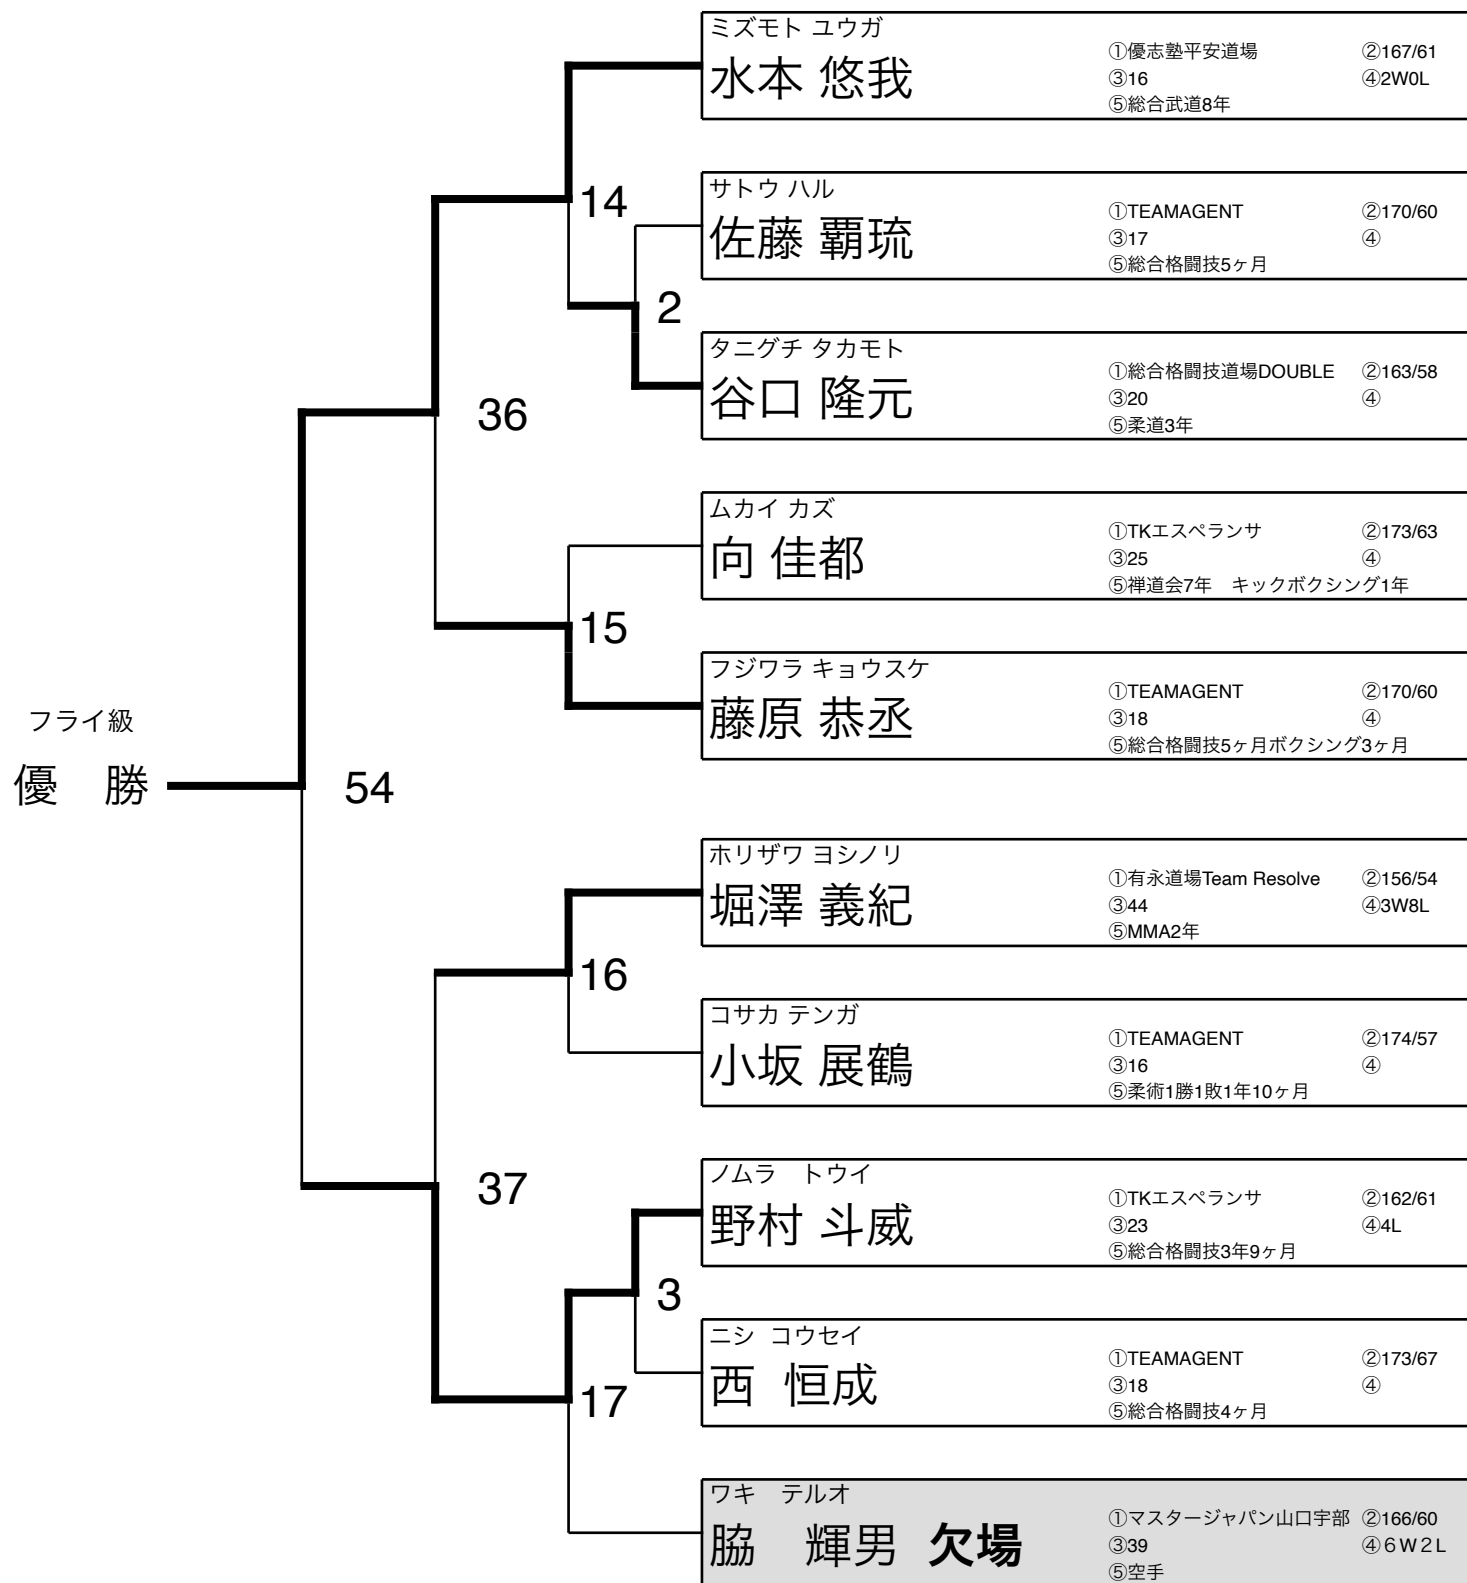 ミズモト ユウガ
水本 悠我
①優志塾平安道場 ②167/61
③16 ④2W0L
⑤総合武道8年
14
サトウ ハル
佐藤 覇琉
①TEAMAGENT ②170/60
③17 ④
⑤総合格闘技5ヶ月
2
タニグチ タカモト
谷口 隆元
①総合格闘技道場DOUBLE ②163/58
③20 ④
⑤柔道3年
36
ムカイ カズ
向 佳都
①TKエスペランサ ②173/63
③25 ④
⑤禅道会7年　キックボクシング1年
15
フジワラ キョウスケ
藤原 恭丞
①TEAMAGENT ②170/60
③18 ④
⑤総合格闘技5ヶ月ボクシング3ヶ月
フライ級
優　勝
54
ホリザワ ヨシノリ
堀澤 義紀
①有永道場Team Resolve ②156/54
③44 ④3W8L
⑤MMA2年
16
コサカ テンガ
小坂 展鶴
①TEAMAGENT ②174/57
③16 ④
⑤柔術1勝1敗1年10ヶ月
37
ノムラ　トウイ
野村 斗威
①TKエスペランサ ②162/61
③23 ④4L
⑤総合格闘技3年9ヶ月
3
ニシ コウセイ
西 恒成
①TEAMAGENT ②173/67
③18 ④
⑤総合格闘技4ヶ月
17
ワキ　テルオ
脇　輝男 欠場
①マスタージャパン山口宇部 ②166/60
③39 ④６Ｗ２Ｌ
⑤空手